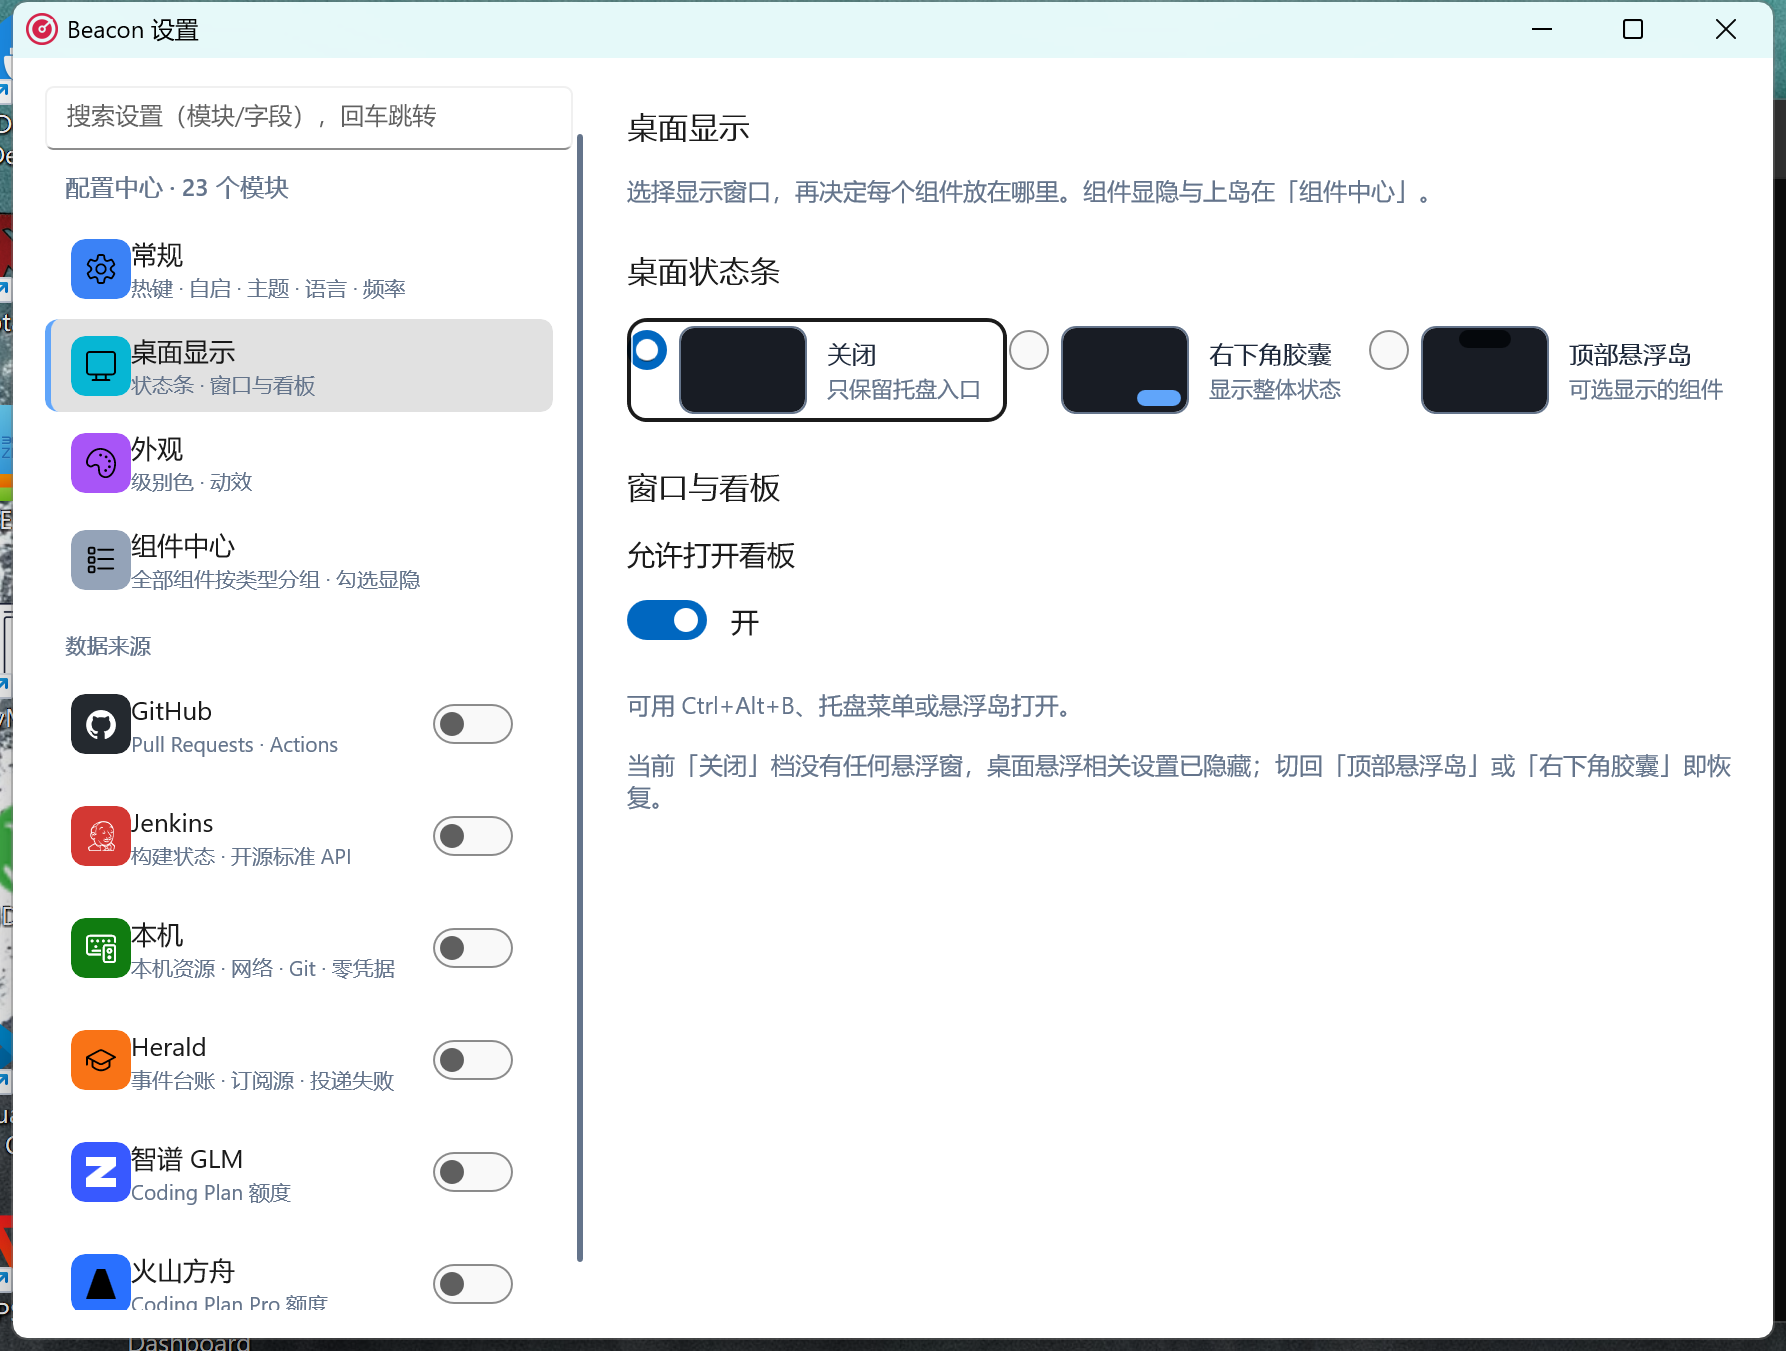 Beacon 设置
搜索设置（模块/字段），回车跳转
配置中心 · 23 个模块
常规
热键 · 自启 · 主题 · 语言 · 频率
桌面显示
状态条 · 窗口与看板
外观
级别色 · 动效
组件中心
全部组件按类型分组 · 勾选显隐
数据来源
GitHub
Pull Requests · Actions
Jenkins
构建状态 · 开源标准 API
本机
本机资源 · 网络 · Git · 零凭据
Herald
事件台账 · 订阅源 · 投递失败
智谱 GLM
Coding Plan 额度
火山方舟
Coding Plan Pro 额度
桌面显示
选择显示窗口，再决定每个组件放在哪里。组件显隐与上岛在「组件中心」。
桌面状态条
关闭
只保留托盘入口
右下角胶囊
显示整体状态
顶部悬浮岛
可选显示的组件
窗口与看板
允许打开看板
开
可用 Ctrl+Alt+B、托盘菜单或悬浮岛打开。
当前「关闭」档没有任何悬浮窗，桌面悬浮相关设置已隐藏；切回「顶部悬浮岛」或「右下角胶囊」即恢
复。
Dashboard